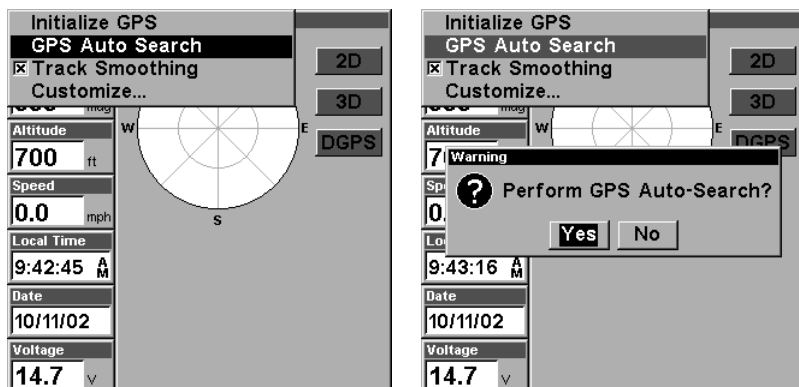 Initialize GPS
GPS Auto Search
Track Smoothing
Customize...
2D
3D
DGPS
W
E
S
Altitude
700 ft
Speed
0.0 mph
Local Time
9:42:45 AM
Date
10/11/02
Voltage
14.7 V
Initialize GPS
GPS Auto Search
Track Smoothing
Customize...
2D
3D
DGPS
W
E
Altitude
Warning
Perform GPS Auto-Search?
Yes No
9:43:16 AM
Date
10/11/02
Voltage
14.7 V